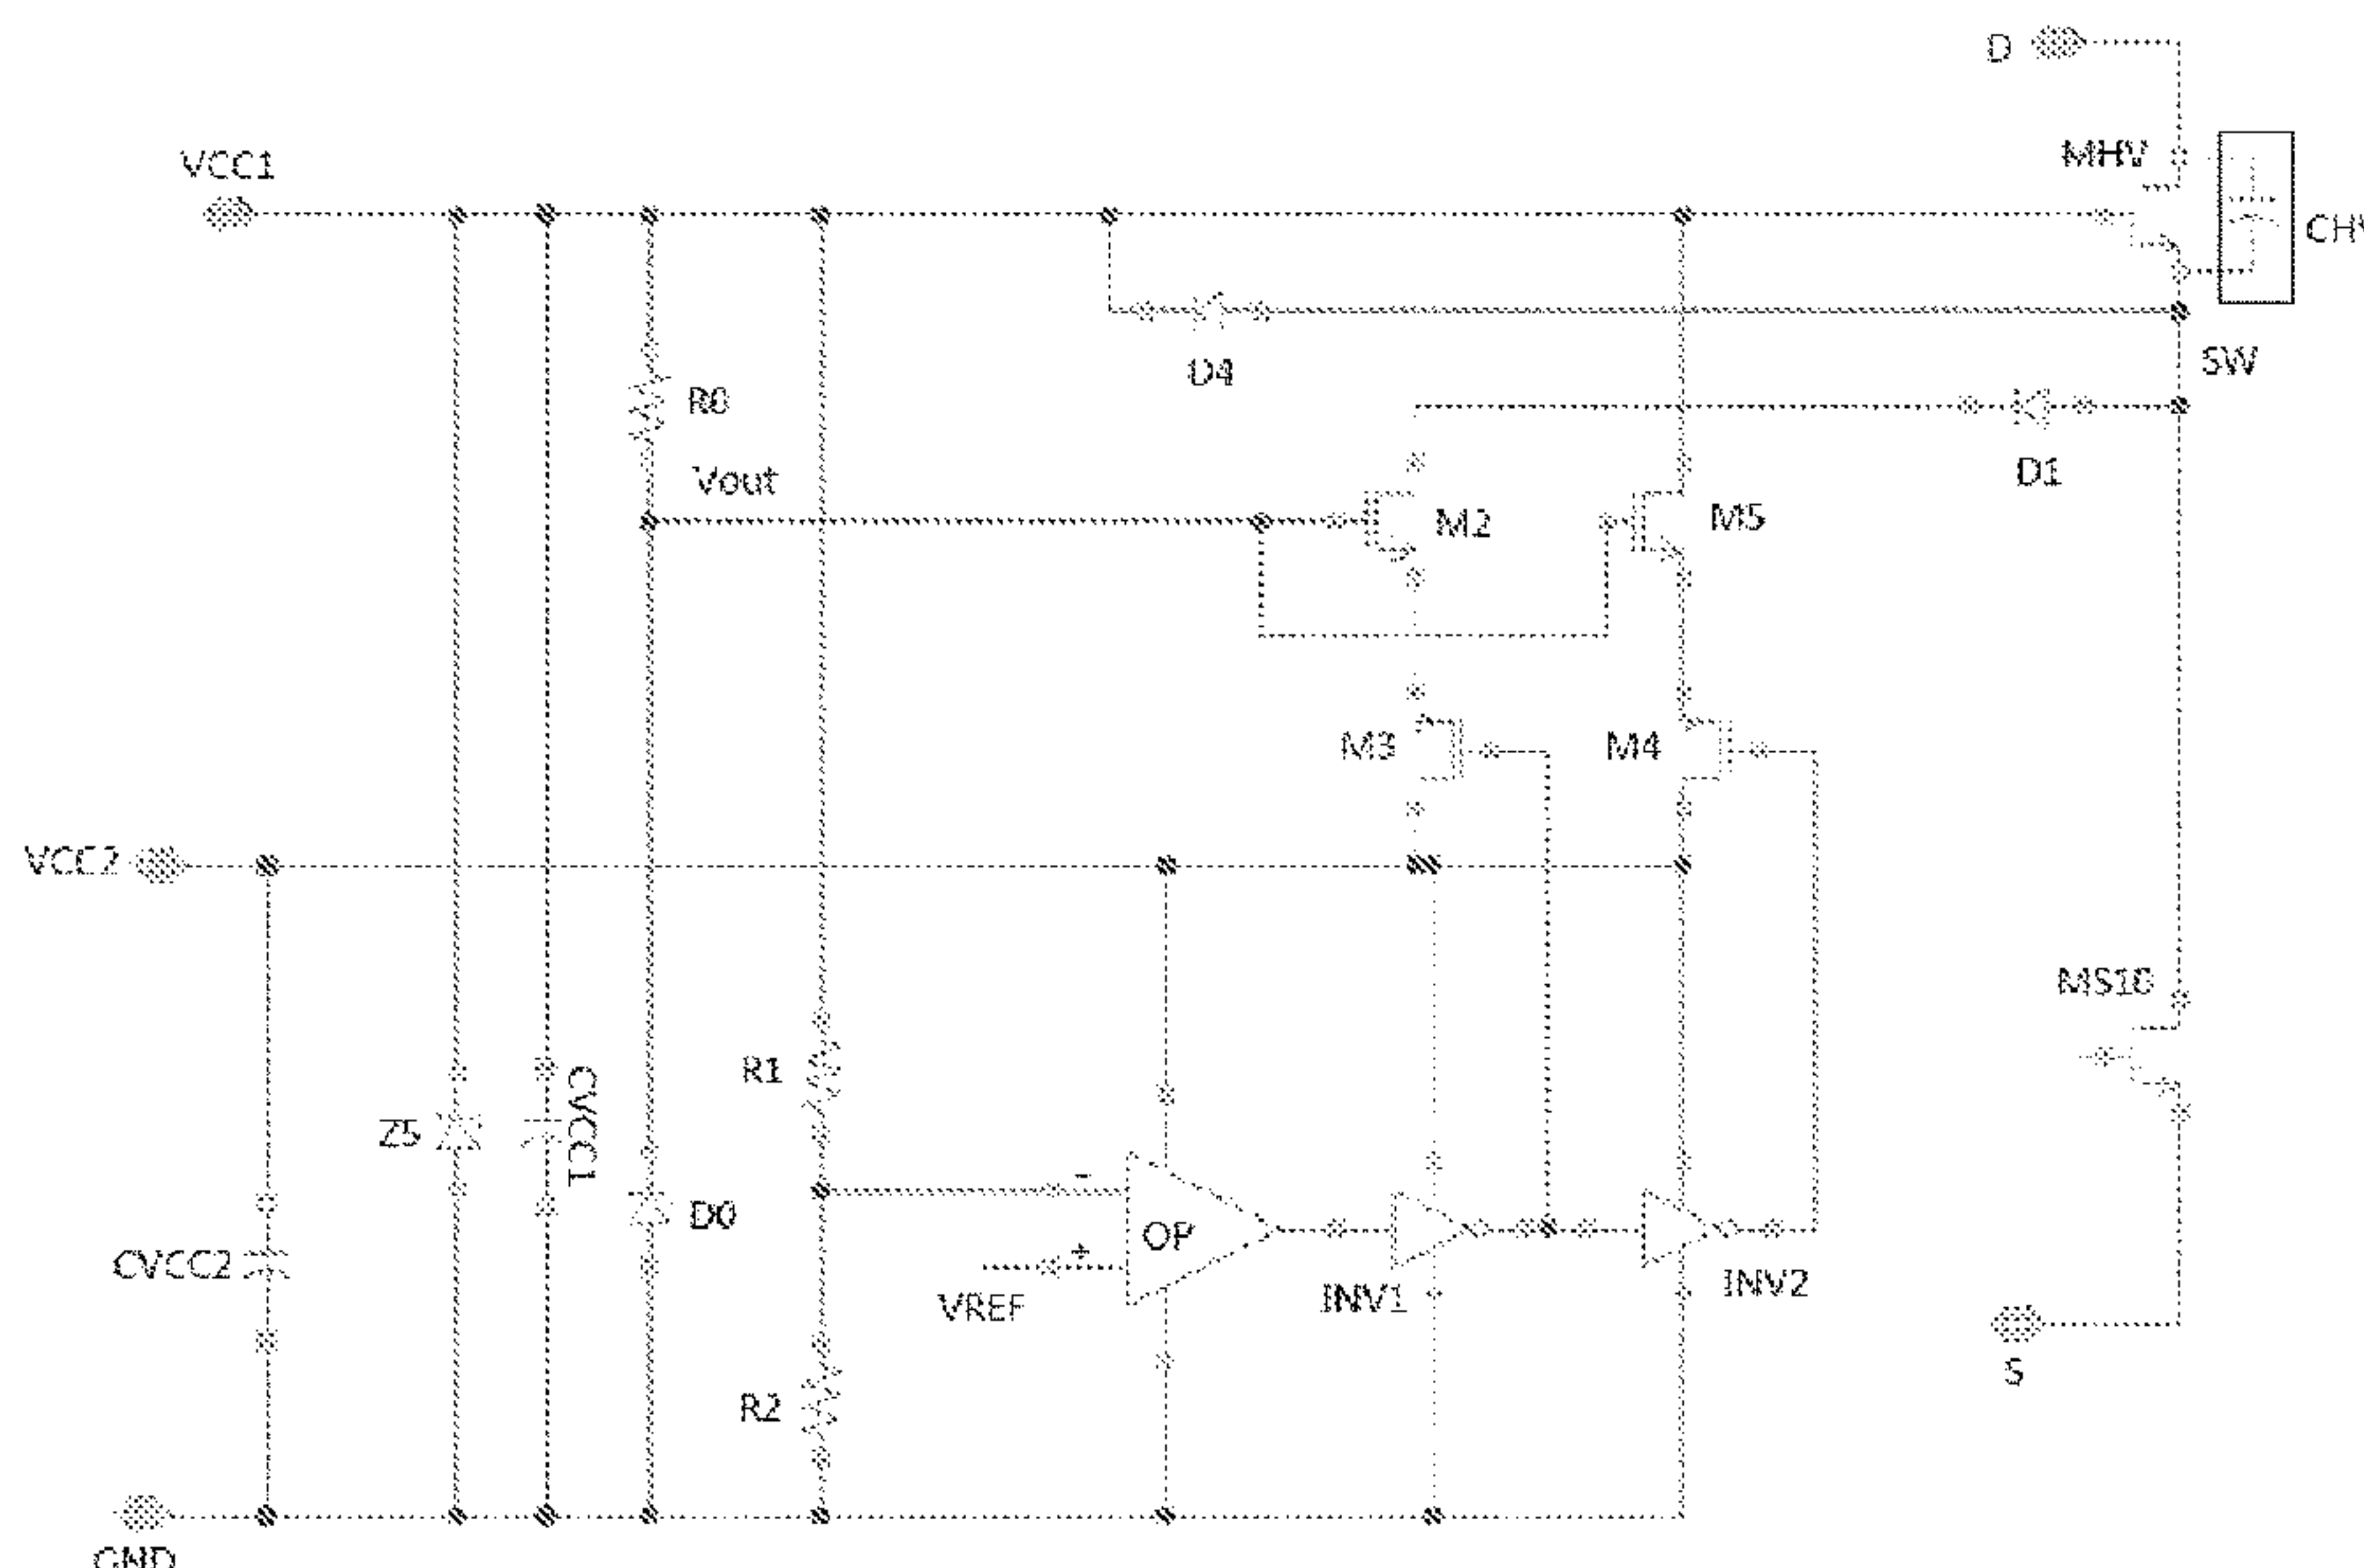 D
MHV
VCC1
CHV
D4
SW
R0
D1
Vout
M2
M5
M3
M4
VCC2
MS10
R1
CVCC1
Z5
-
D0
OP
+
CVCC2
VREF
INV1
INV2
S
R2
GND